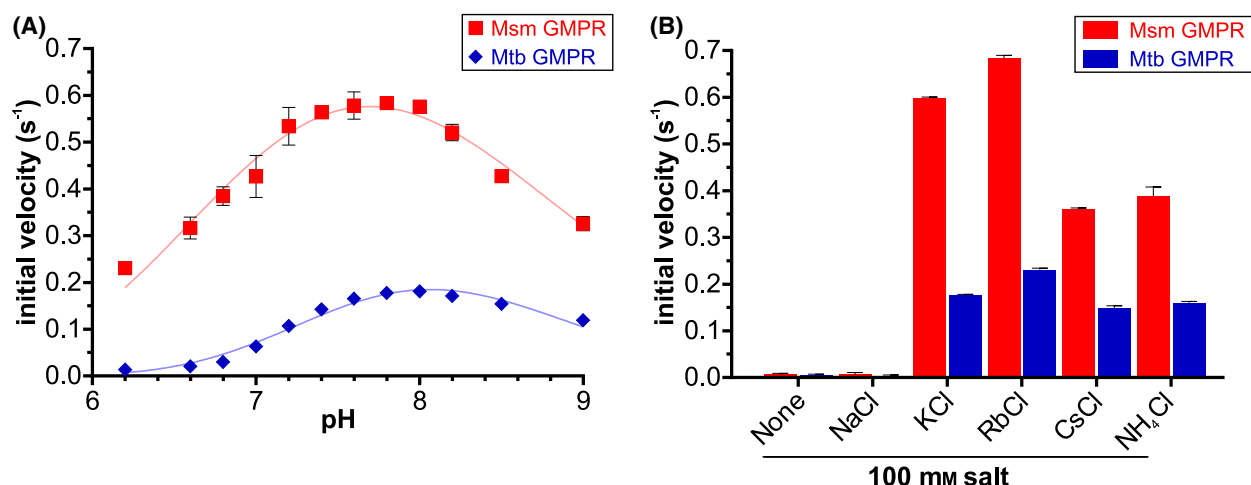 (A)
Msm GMPR
Mtb GMPR
initial velocity (s⁻¹)
0.7
0.6
0.5
0.4
0.3
0.2
0.1
0.0
6 7 8 9
pH
(B)
Msm GMPR
Mtb GMPR
initial velocity (s⁻¹)
0.7
0.6
0.5
0.4
0.3
0.2
0.1
0.0
None NaCl KCl RbCl CsCl NH₄Cl
100 mM salt